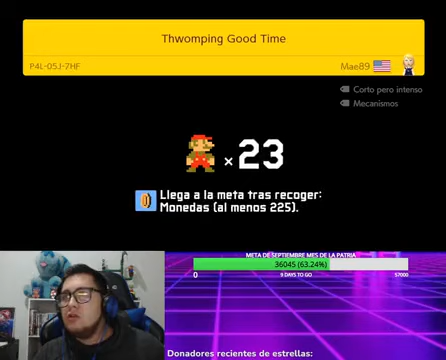 Thwomping Good Time
P4L-05J-7HF
Mae89
Corto pero intenso
Mecanismos
× 23
Llega a la meta tras recoger:
Monedas (al menos 225).
META DE SEPTIEMBRE MES DE LA PATRIA
36045 (63.24%)
0
9 DAYS TO GO
57000
Donadores recientes de estrellas: